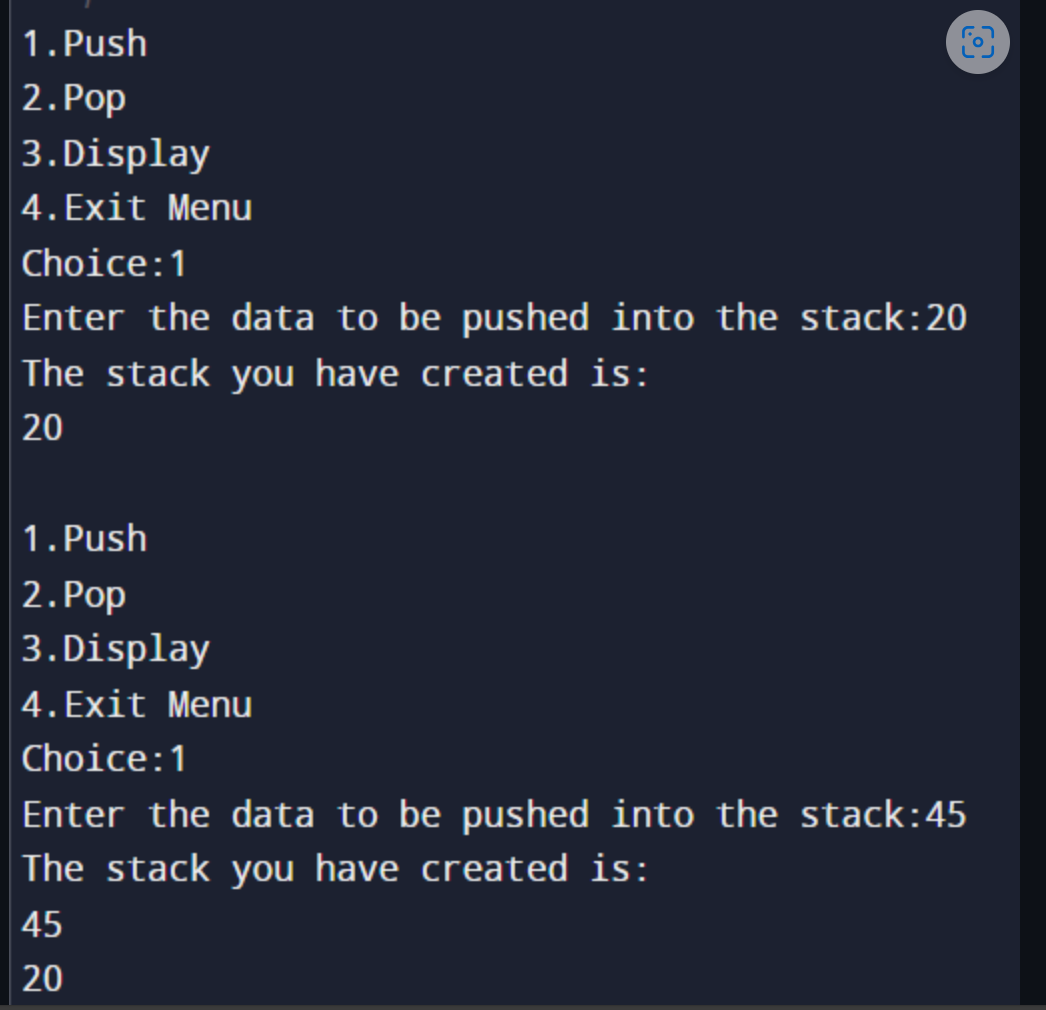 1.Push
2.Pop
3.Display
4.Exit Menu
Choice:1
Enter the data to be pushed into the stack:20
The stack you have created is:
20
1.Push
2.Pop
3.Display
4.Exit Menu
Choice:1
Enter the data to be pushed into the stack:45
The stack you have created is:
45
20